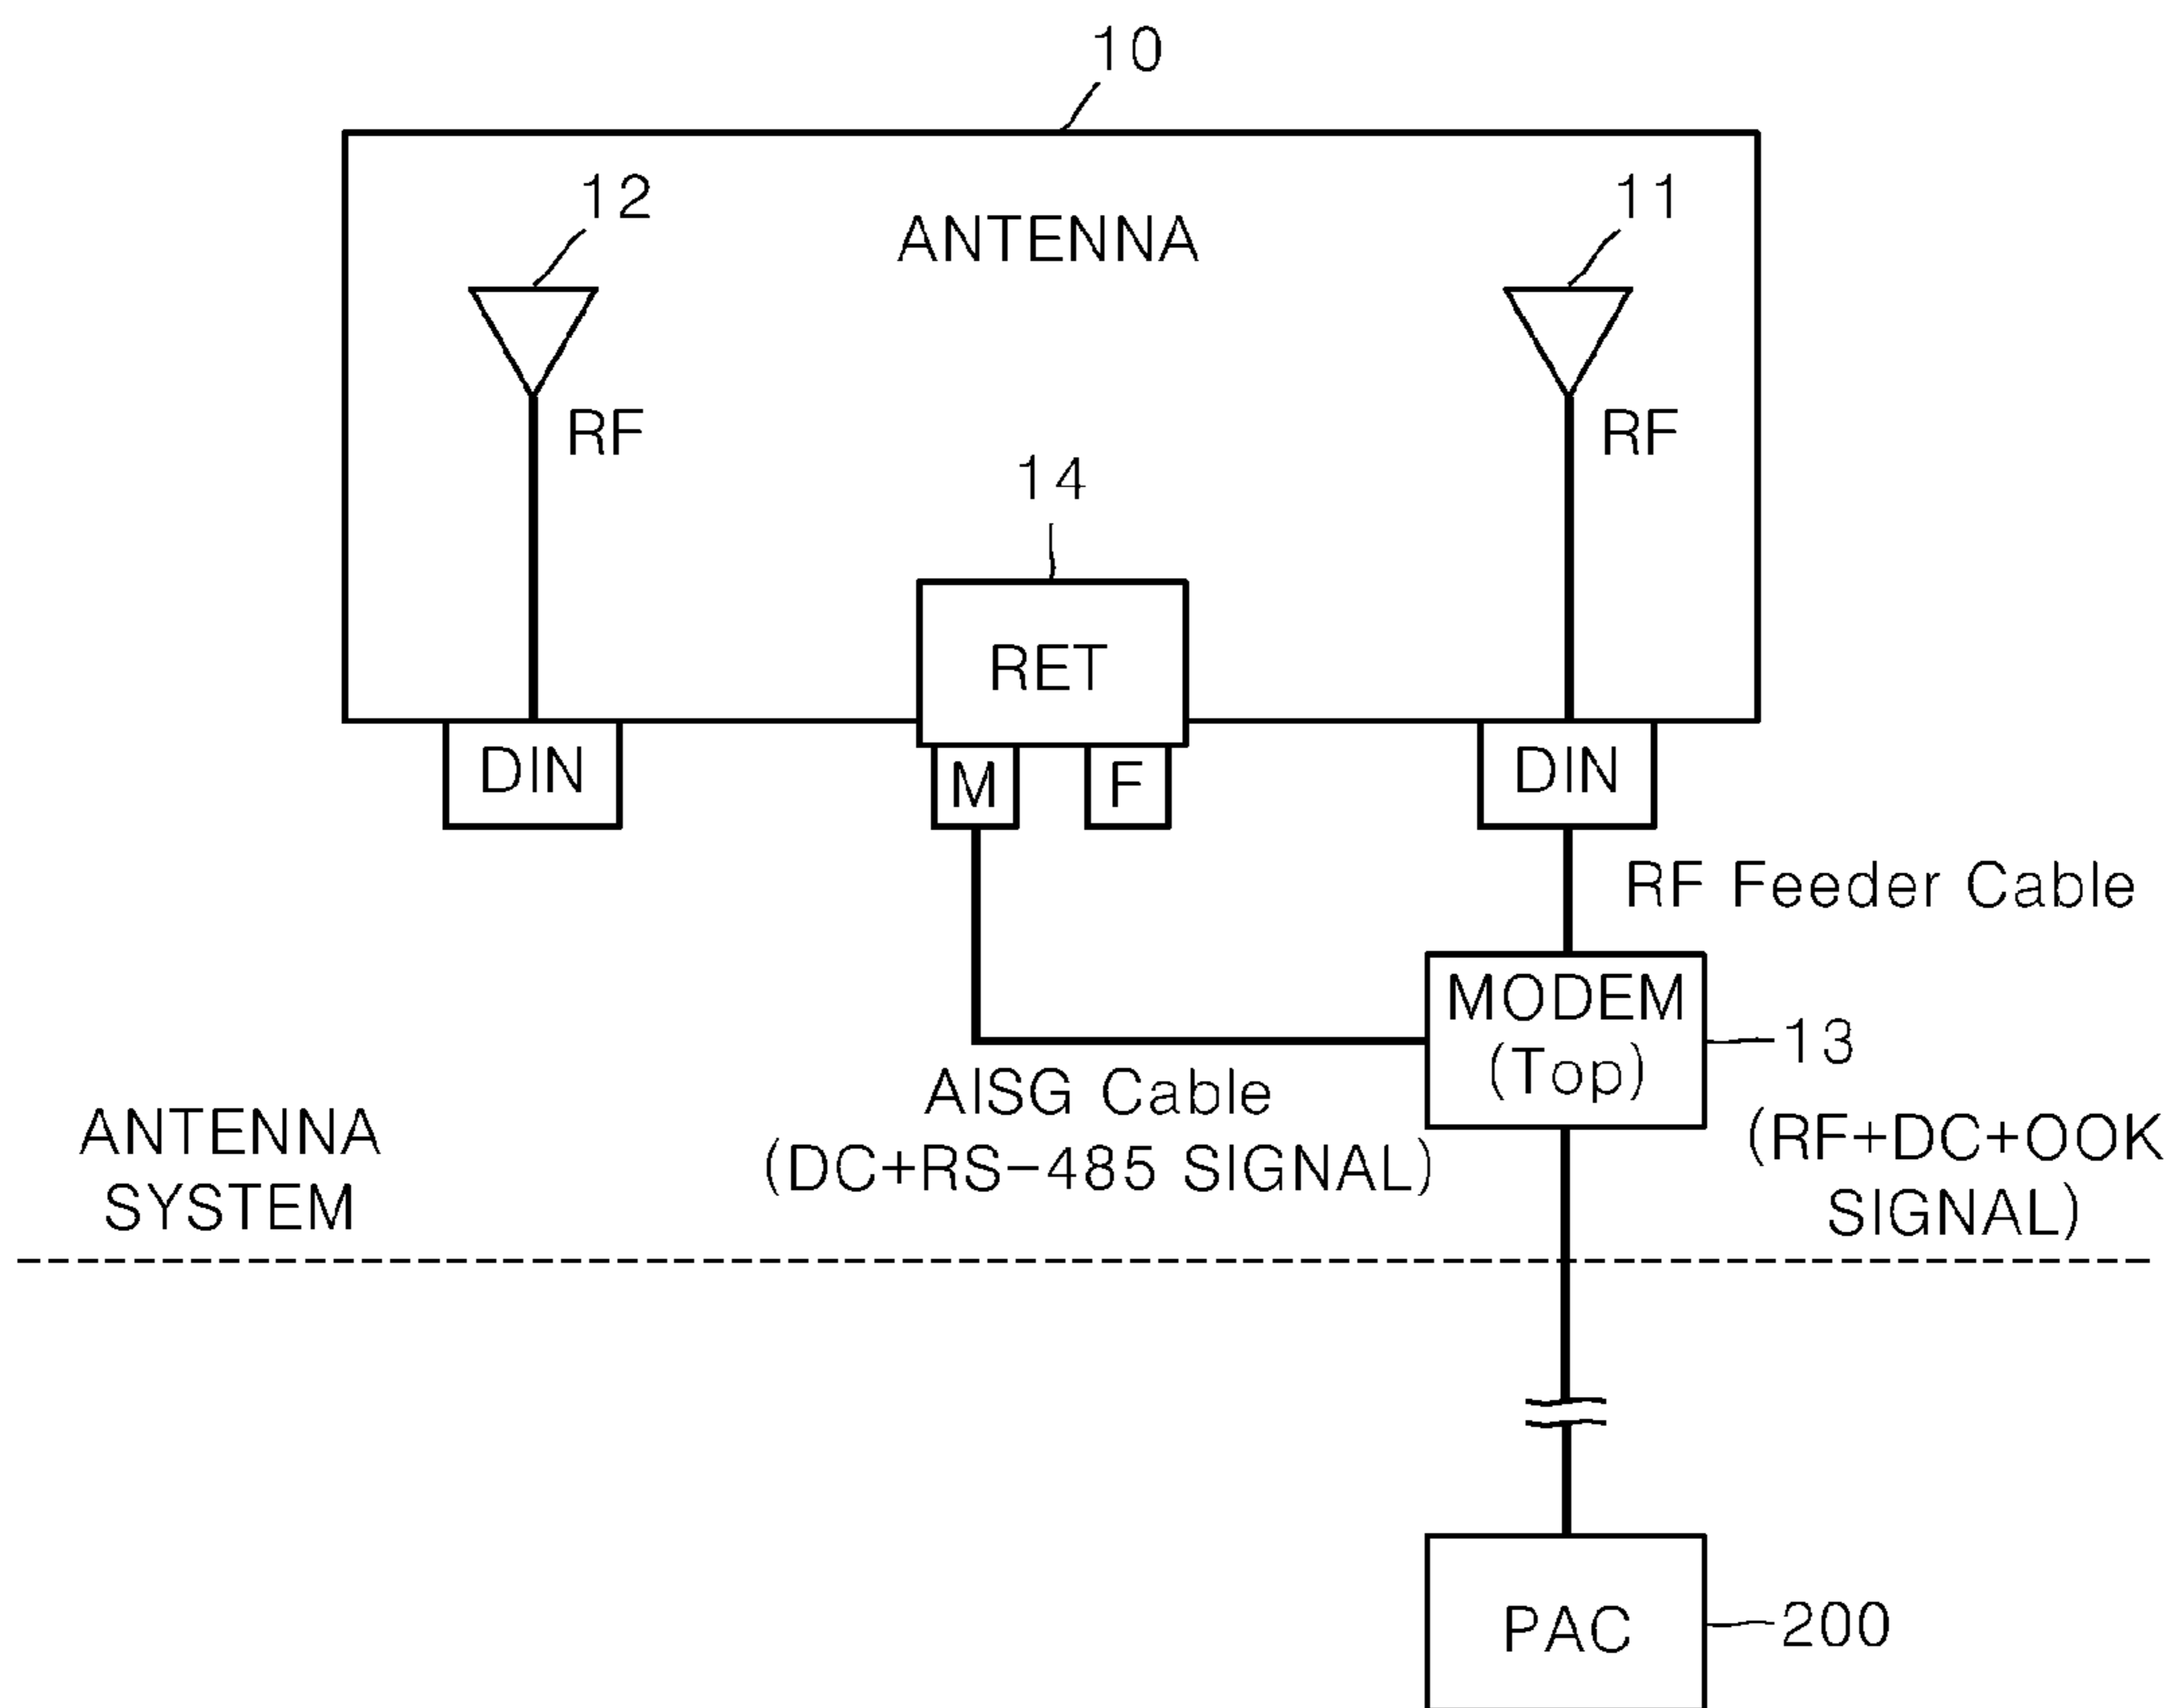 10
12
11
ANTENNA
RF
RF
14
RET
DIN
M
F
DIN
RF Feeder Cable
MODEM
(Top)
13
AISG Cable
(DC+RS-485 SIGNAL)
(RF+DC+OOK
SIGNAL)
ANTENNA
SYSTEM
PAC
200